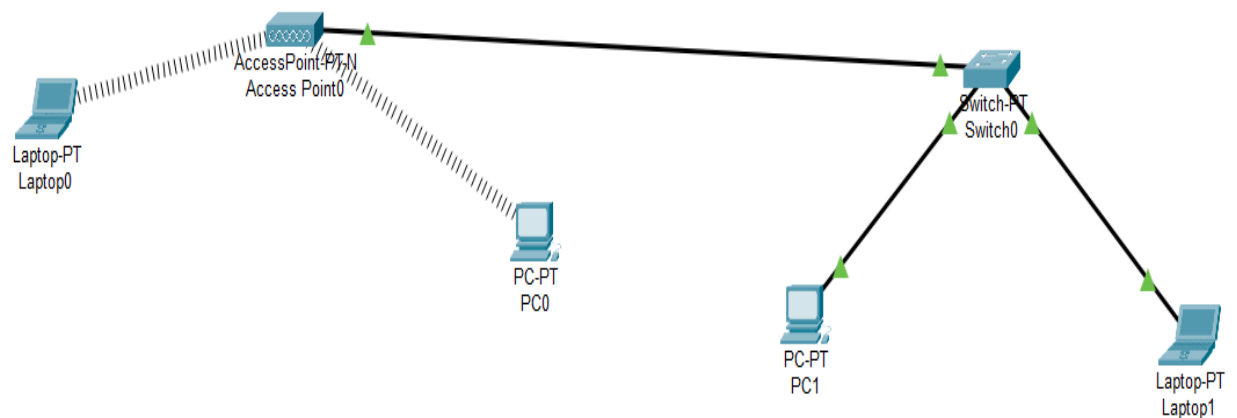 AccessPoint-PT-N
Access Point0
Switch-PT
Switch0
Laptop-PT
Laptop0
PC-PT
PC0
PC-PT
PC1
Laptop-PT
Laptop1